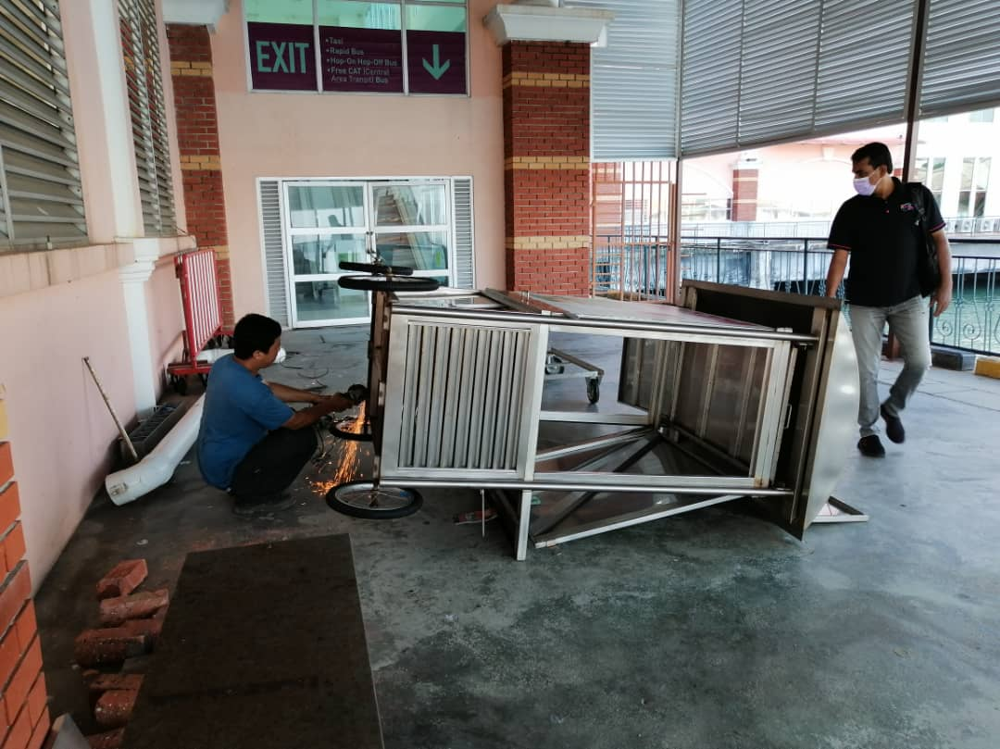 EXIT
• Taxi
• Rapid Bus
• Hop-On Hop-Off Bus
• Free CAT (Central
Area Transit) Bus